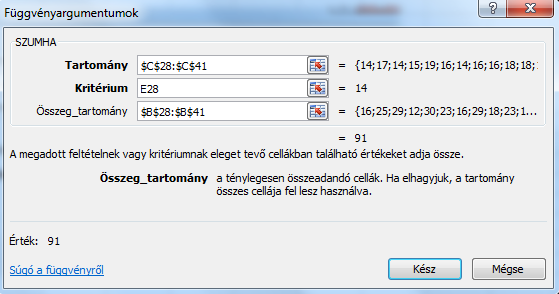 Függvényargumentumok
SZUMHA
Tartomány $C$28:$C$41 = {14;17;14;15;19;16;14;16;16;18;18;
Kritérium E28 = 14
Összeg_tartomány $B$28:$B$41 = {16;25;29;12;30;23;16;29;18;23;1...
= 91
A megadott feltételnek vagy kritériumnak eleget tevő cellákban található értékeket adja össze.
Összeg_tartomány a ténylegesen összeadandó cellák. Ha elhagyjuk, a tartomány
összes cellája fel lesz használva.
Érték: 91
Súgó a függvényről Kész Mégse